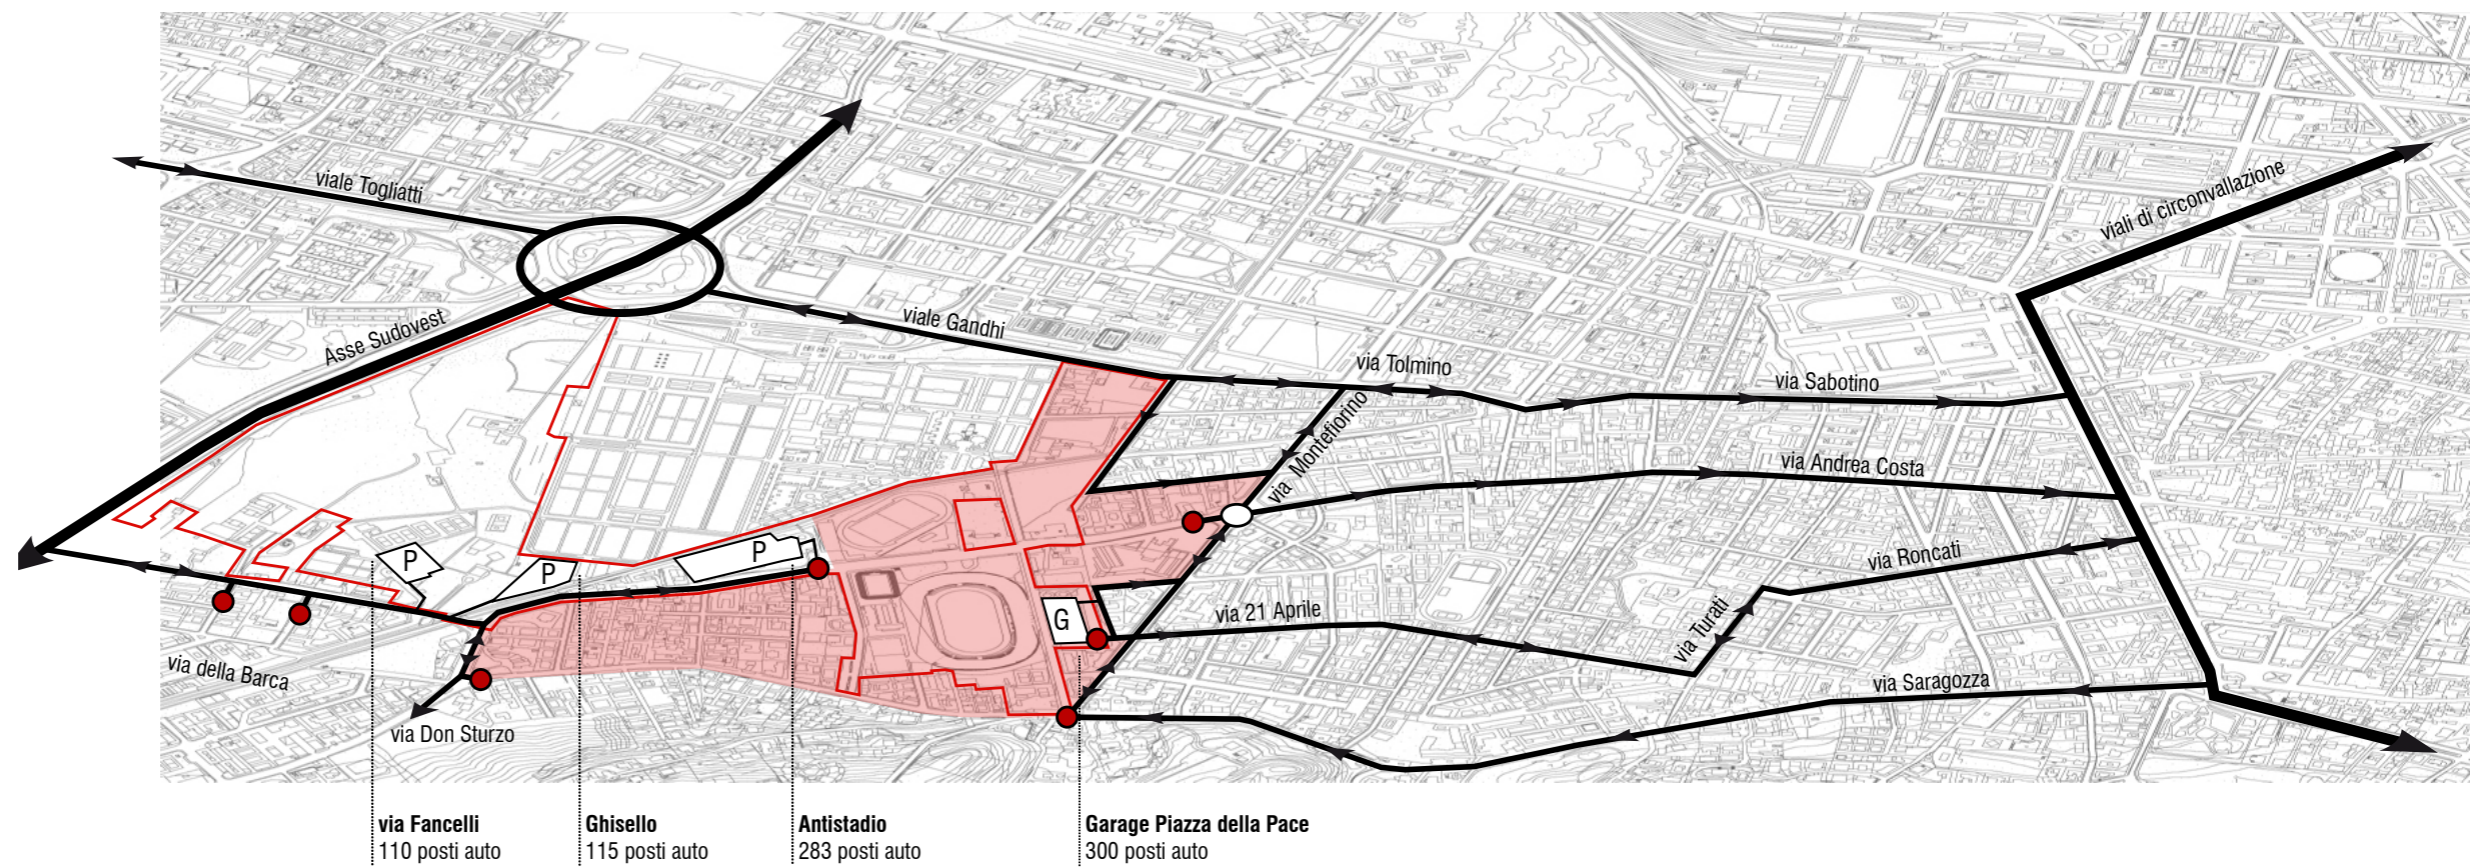 viale Togliatti
viali di circonvallazione
Asse Sudovest
viale Gandhi
via Tolmino
via Sabotino
via Montefiorino
via Andrea Costa
P
P
P
via Roncati
G
via 21 Aprile
via Turati
via della Barca
via Saragozza
via Don Sturzo
via Fancelli
110 posti auto
Ghisello
115 posti auto
Antistadio
283 posti auto
Garage Piazza della Pace
300 posti auto